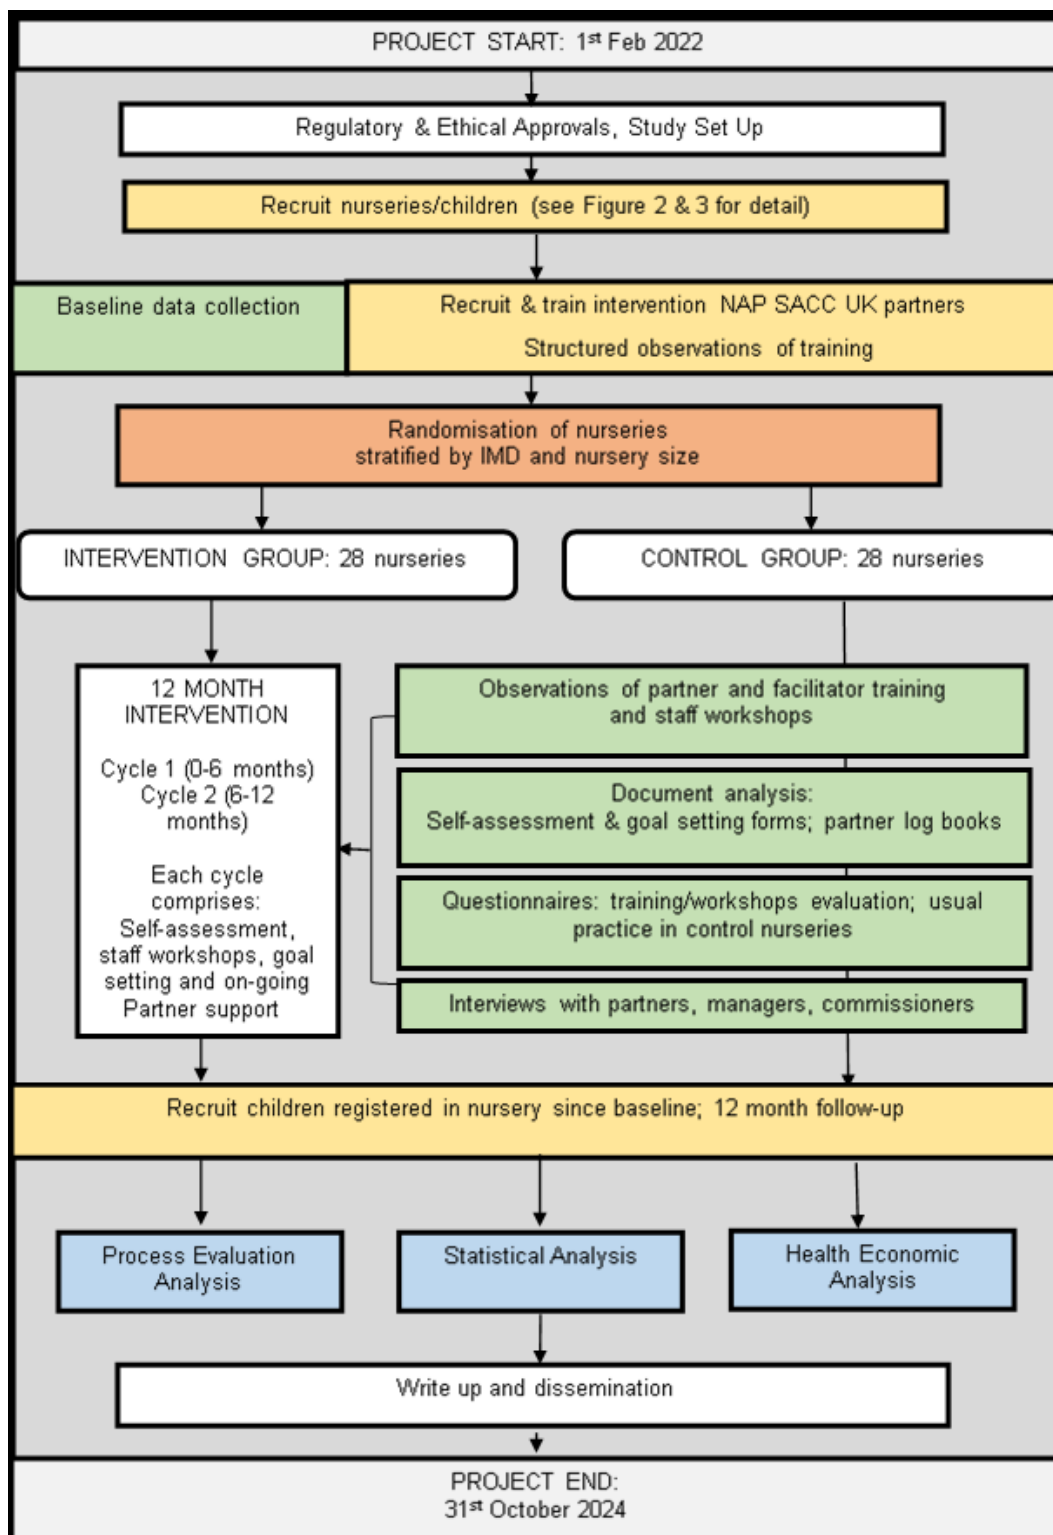 PROJECT START: 1st Feb 2022
Regulatory & Ethical Approvals, Study Set Up
Recruit nurseries/children (see Figure 2 & 3 for detail)
Baseline data collection
Recruit & train intervention NAP SACC UK partners
Structured observations of training
Randomisation of nurseries
stratified by IMD and nursery size
INTERVENTION GROUP: 28 nurseries
CONTROL GROUP: 28 nurseries
12 MONTH
INTERVENTION
Cycle 1 (0-6 months)
Cycle 2 (6-12
months)
Each cycle
comprises:
Self-assessment,
staff workshops, goal
setting and on-going
Partner support
Observations of partner and facilitator training
and staff workshops
Document analysis:
Self-assessment & goal setting forms; partner log books
Questionnaires: training/workshops evaluation; usual
practice in control nurseries
Interviews with partners, managers, commissioners
Recruit children registered in nursery since baseline; 12 month follow-up
Process Evaluation
Analysis
Statistical Analysis
Health Economic
Analysis
Write up and dissemination
PROJECT END:
31st October 2024